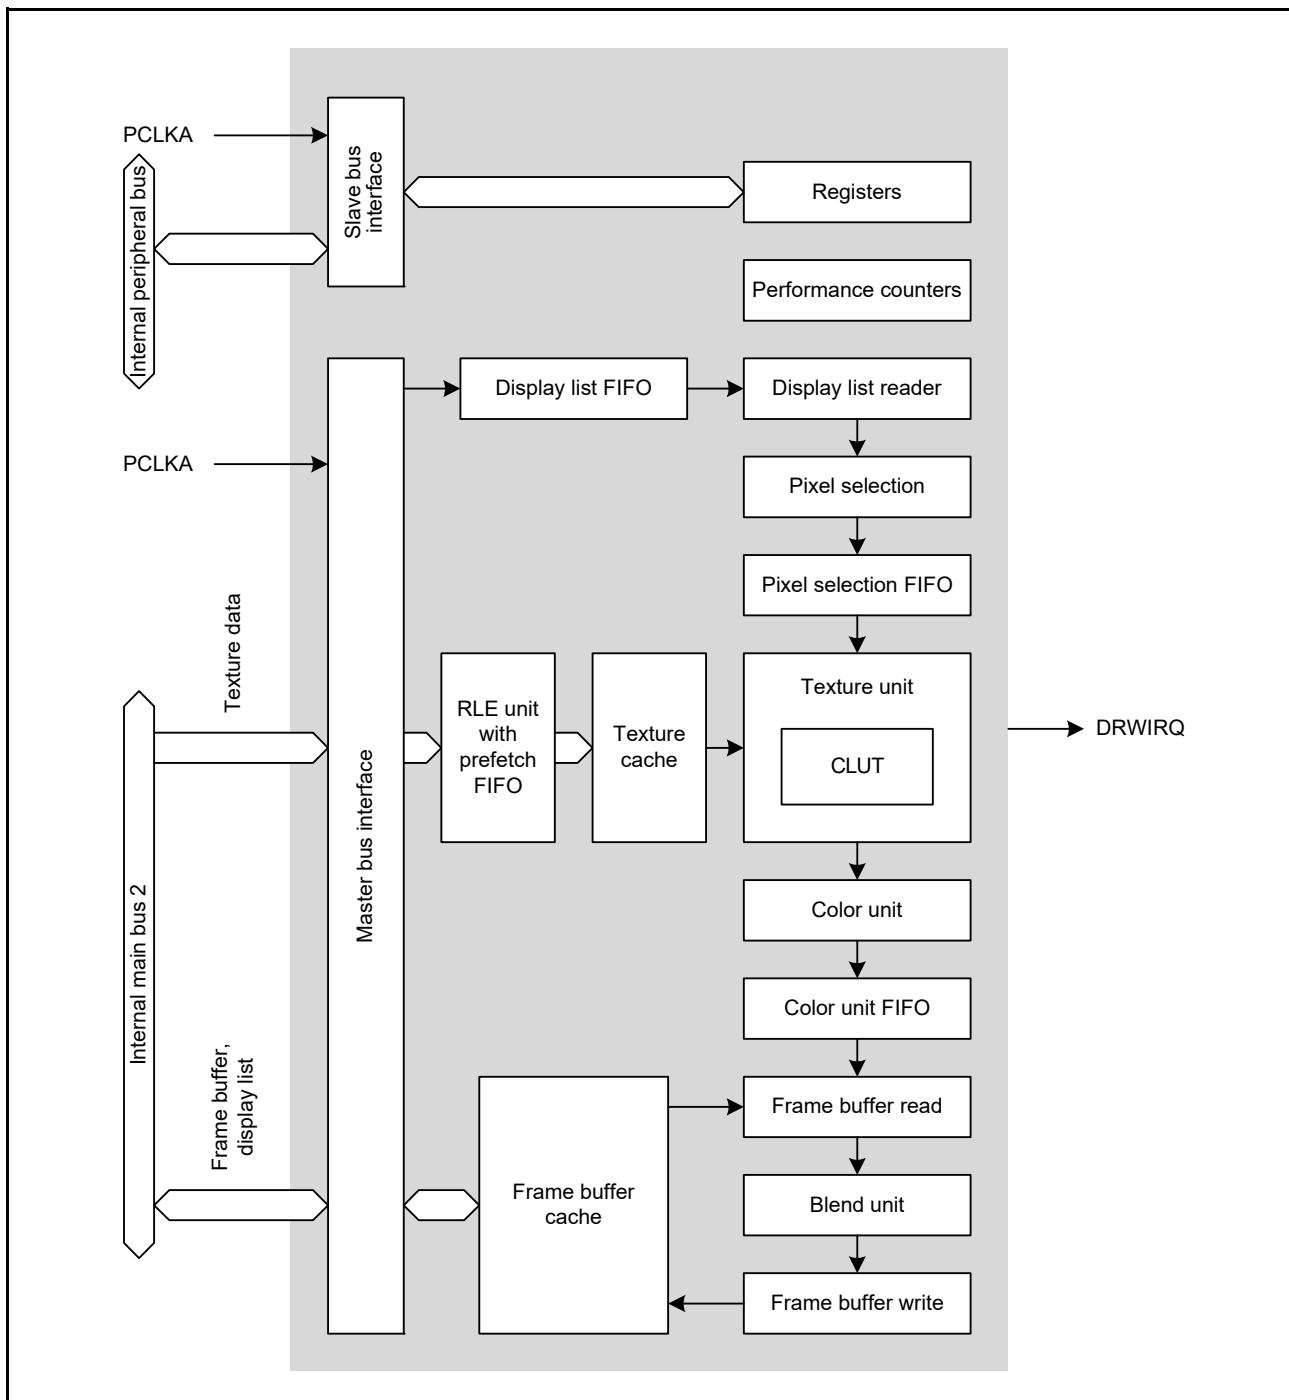 PCLKA
Internal peripheral bus
Slave bus
interface
Registers
Performance counters
Display list FIFO
Display list reader
PCLKA
Pixel selection
Pixel selection FIFO
Texture data
Master bus interface
RLE unit
with
prefetch
FIFO
Texture
cache
Texture unit
CLUT
DRWIRQ
Internal main bus 2
Color unit
Color unit FIFO
Frame buffer,
display list
Frame buffer
cache
Frame buffer read
Blend unit
Frame buffer write